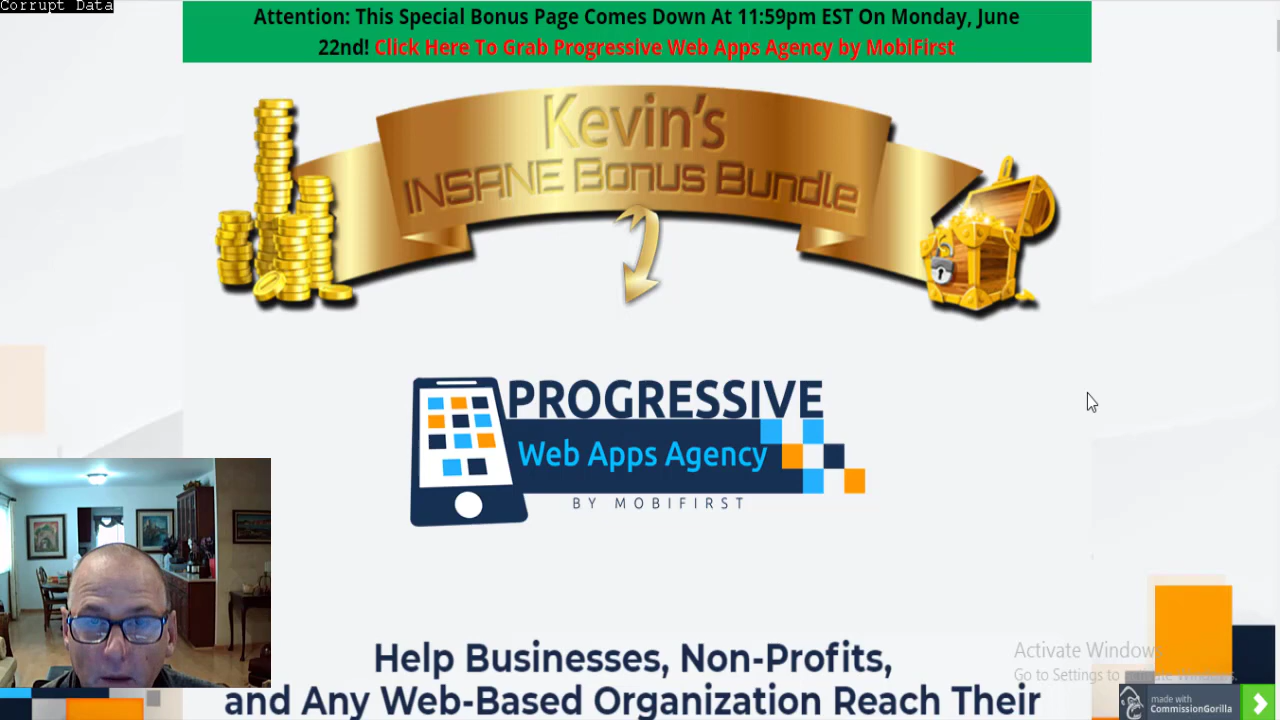 Corrupt Data
Attention: This Special Bonus Page Comes Down At 11:59pm EST On Monday, June
22nd! Click Here To Grab Progressive Web Apps Agency by MobiFirst
Kevin's
INSANE Bonus Bundle
PROGRESSIVE
Web Apps Agency
BY MOBIFIRST
Help Businesses, Non-Profits,
and Any Web-Based Organization Reach Their
Activate Windows
Go to Settings to activate Windows.
made with
CommissionGorilla